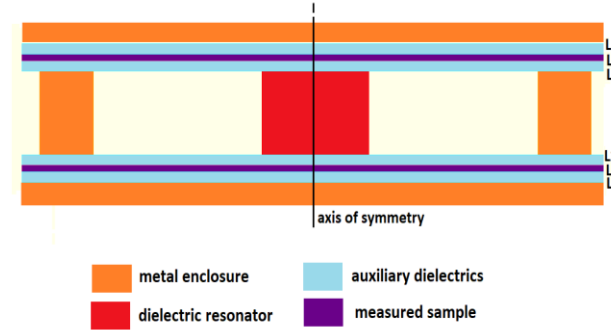 L
L
L
L
L
L
axis of symmetry
metal enclosure
auxiliary dielectrics
dielectric resonator
measured sample